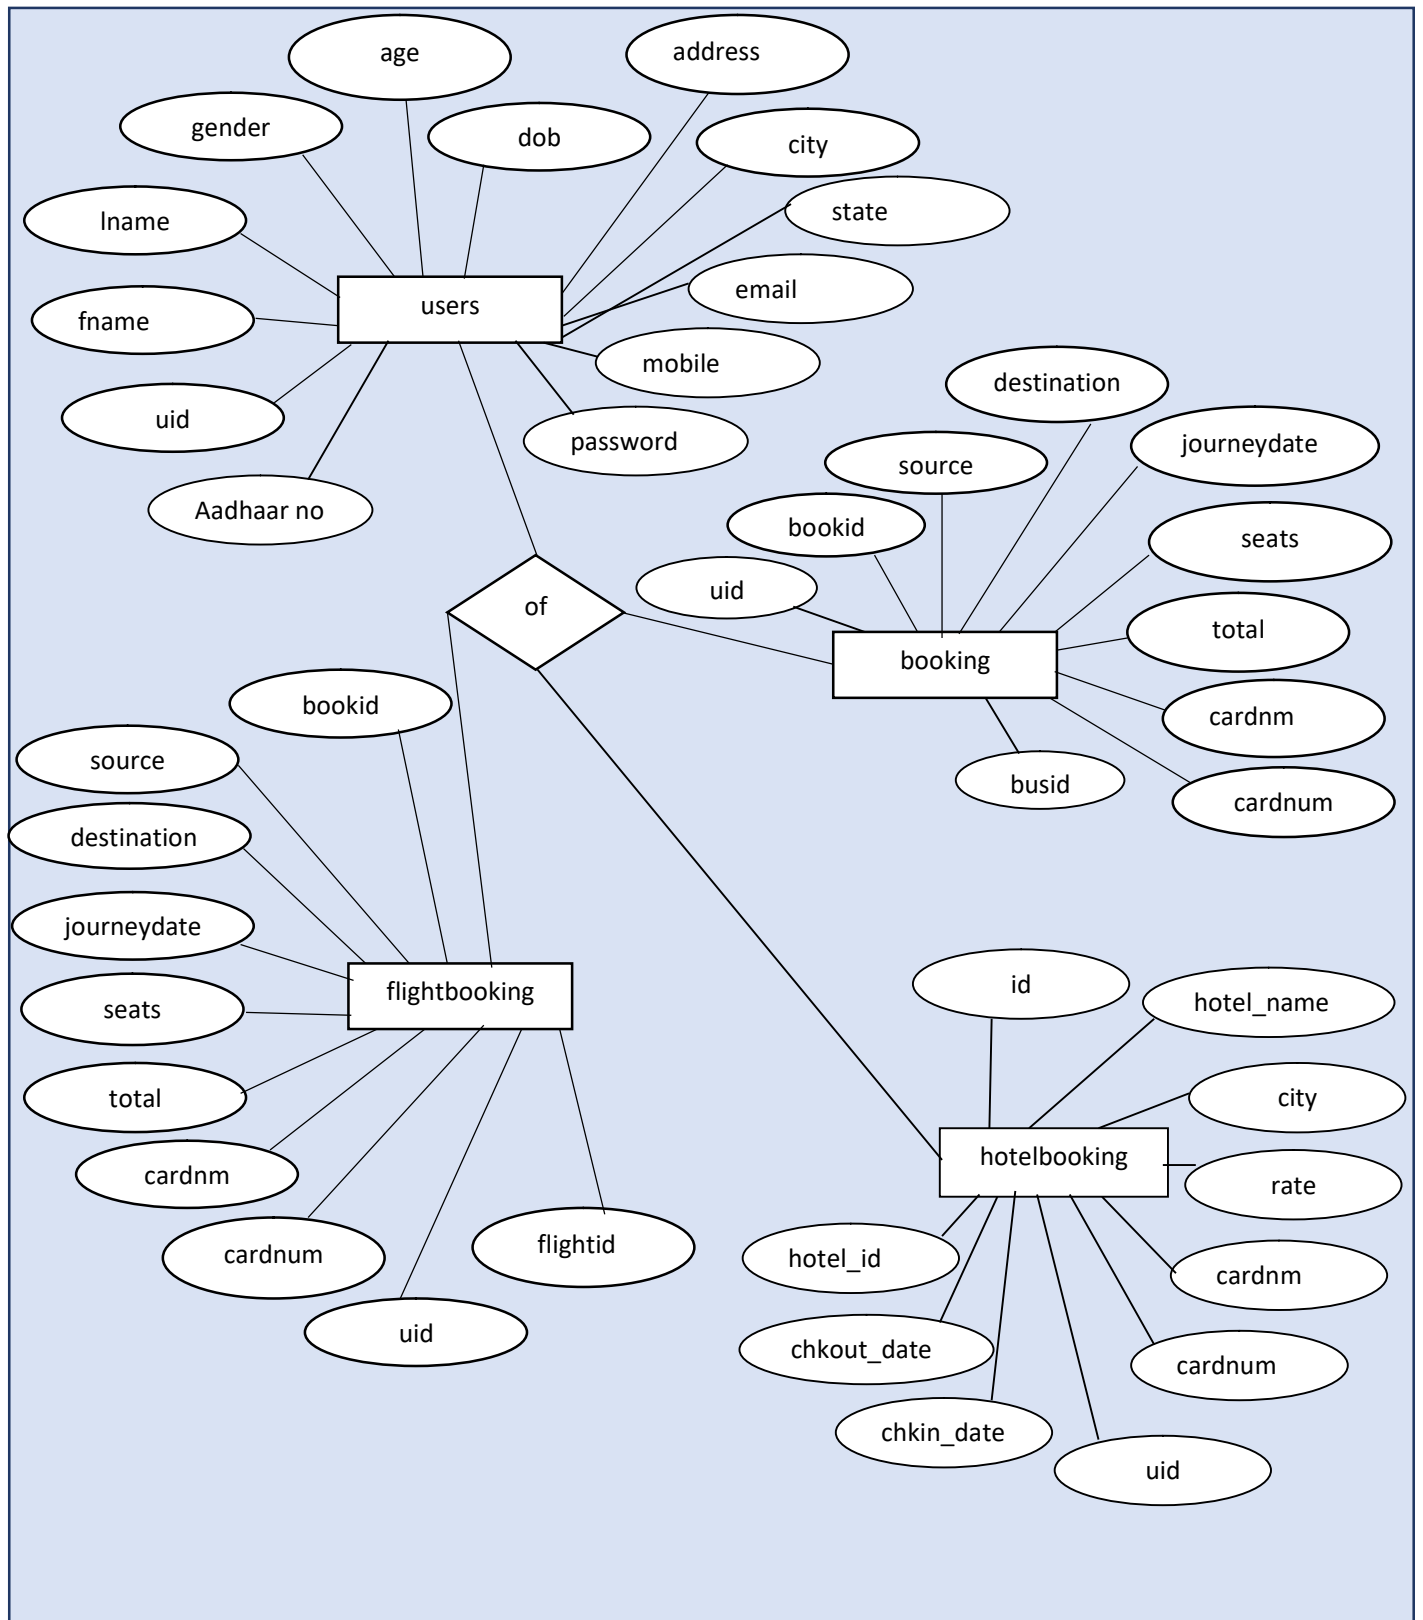 age
address
gender
dob
city
lname
state
users
email
fname
mobile
uid
password
Aadhaar no
destination
source
journeydate
bookid
seats
uid
of
total
booking
cardnm
busid
cardnum
bookid
source
destination
journeydate
flightbooking
seats
total
cardnm
cardnum
flightid
uid
id
hotel_name
city
hotelbooking
rate
hotel_id
cardnm
chkout_date
cardnum
chkin_date
uid